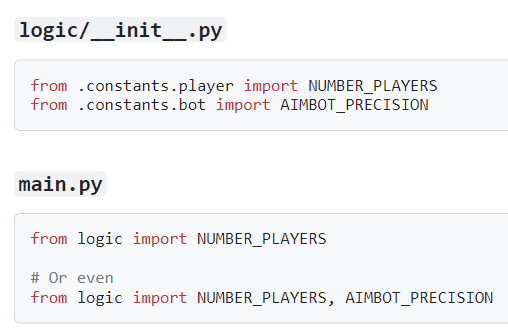 logic/__init__.py
from .constants.player import NUMBER_PLAYERS
from .constants.bot import AIMBOT_PRECISION
main.py
from logic import NUMBER_PLAYERS
# Or even
from logic import NUMBER_PLAYERS, AIMBOT_PRECISION